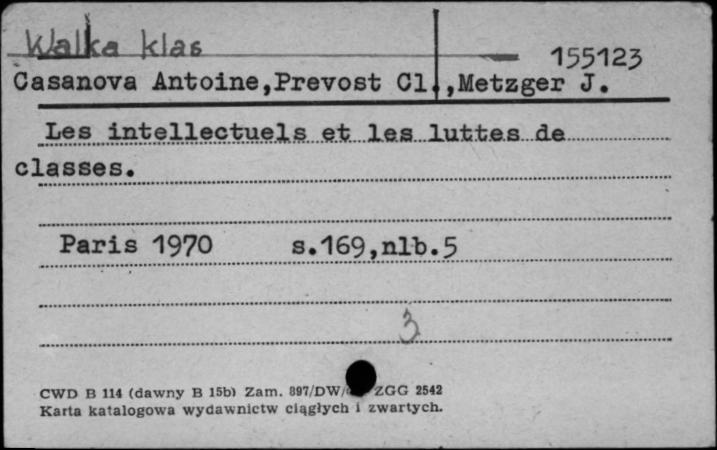 Walka klas
155123
Casanova Antoine,Prevost Cl.,Metzger J.
Les intellectuels et les luttes de
classes.
Paris 1970 s.169,nlb.5
3
CWD B 114 (dawny B 15b) Zam. 897/DW/ ZGG 2542
Karta katalogowa wydawnictw ciągłych i zwartych.